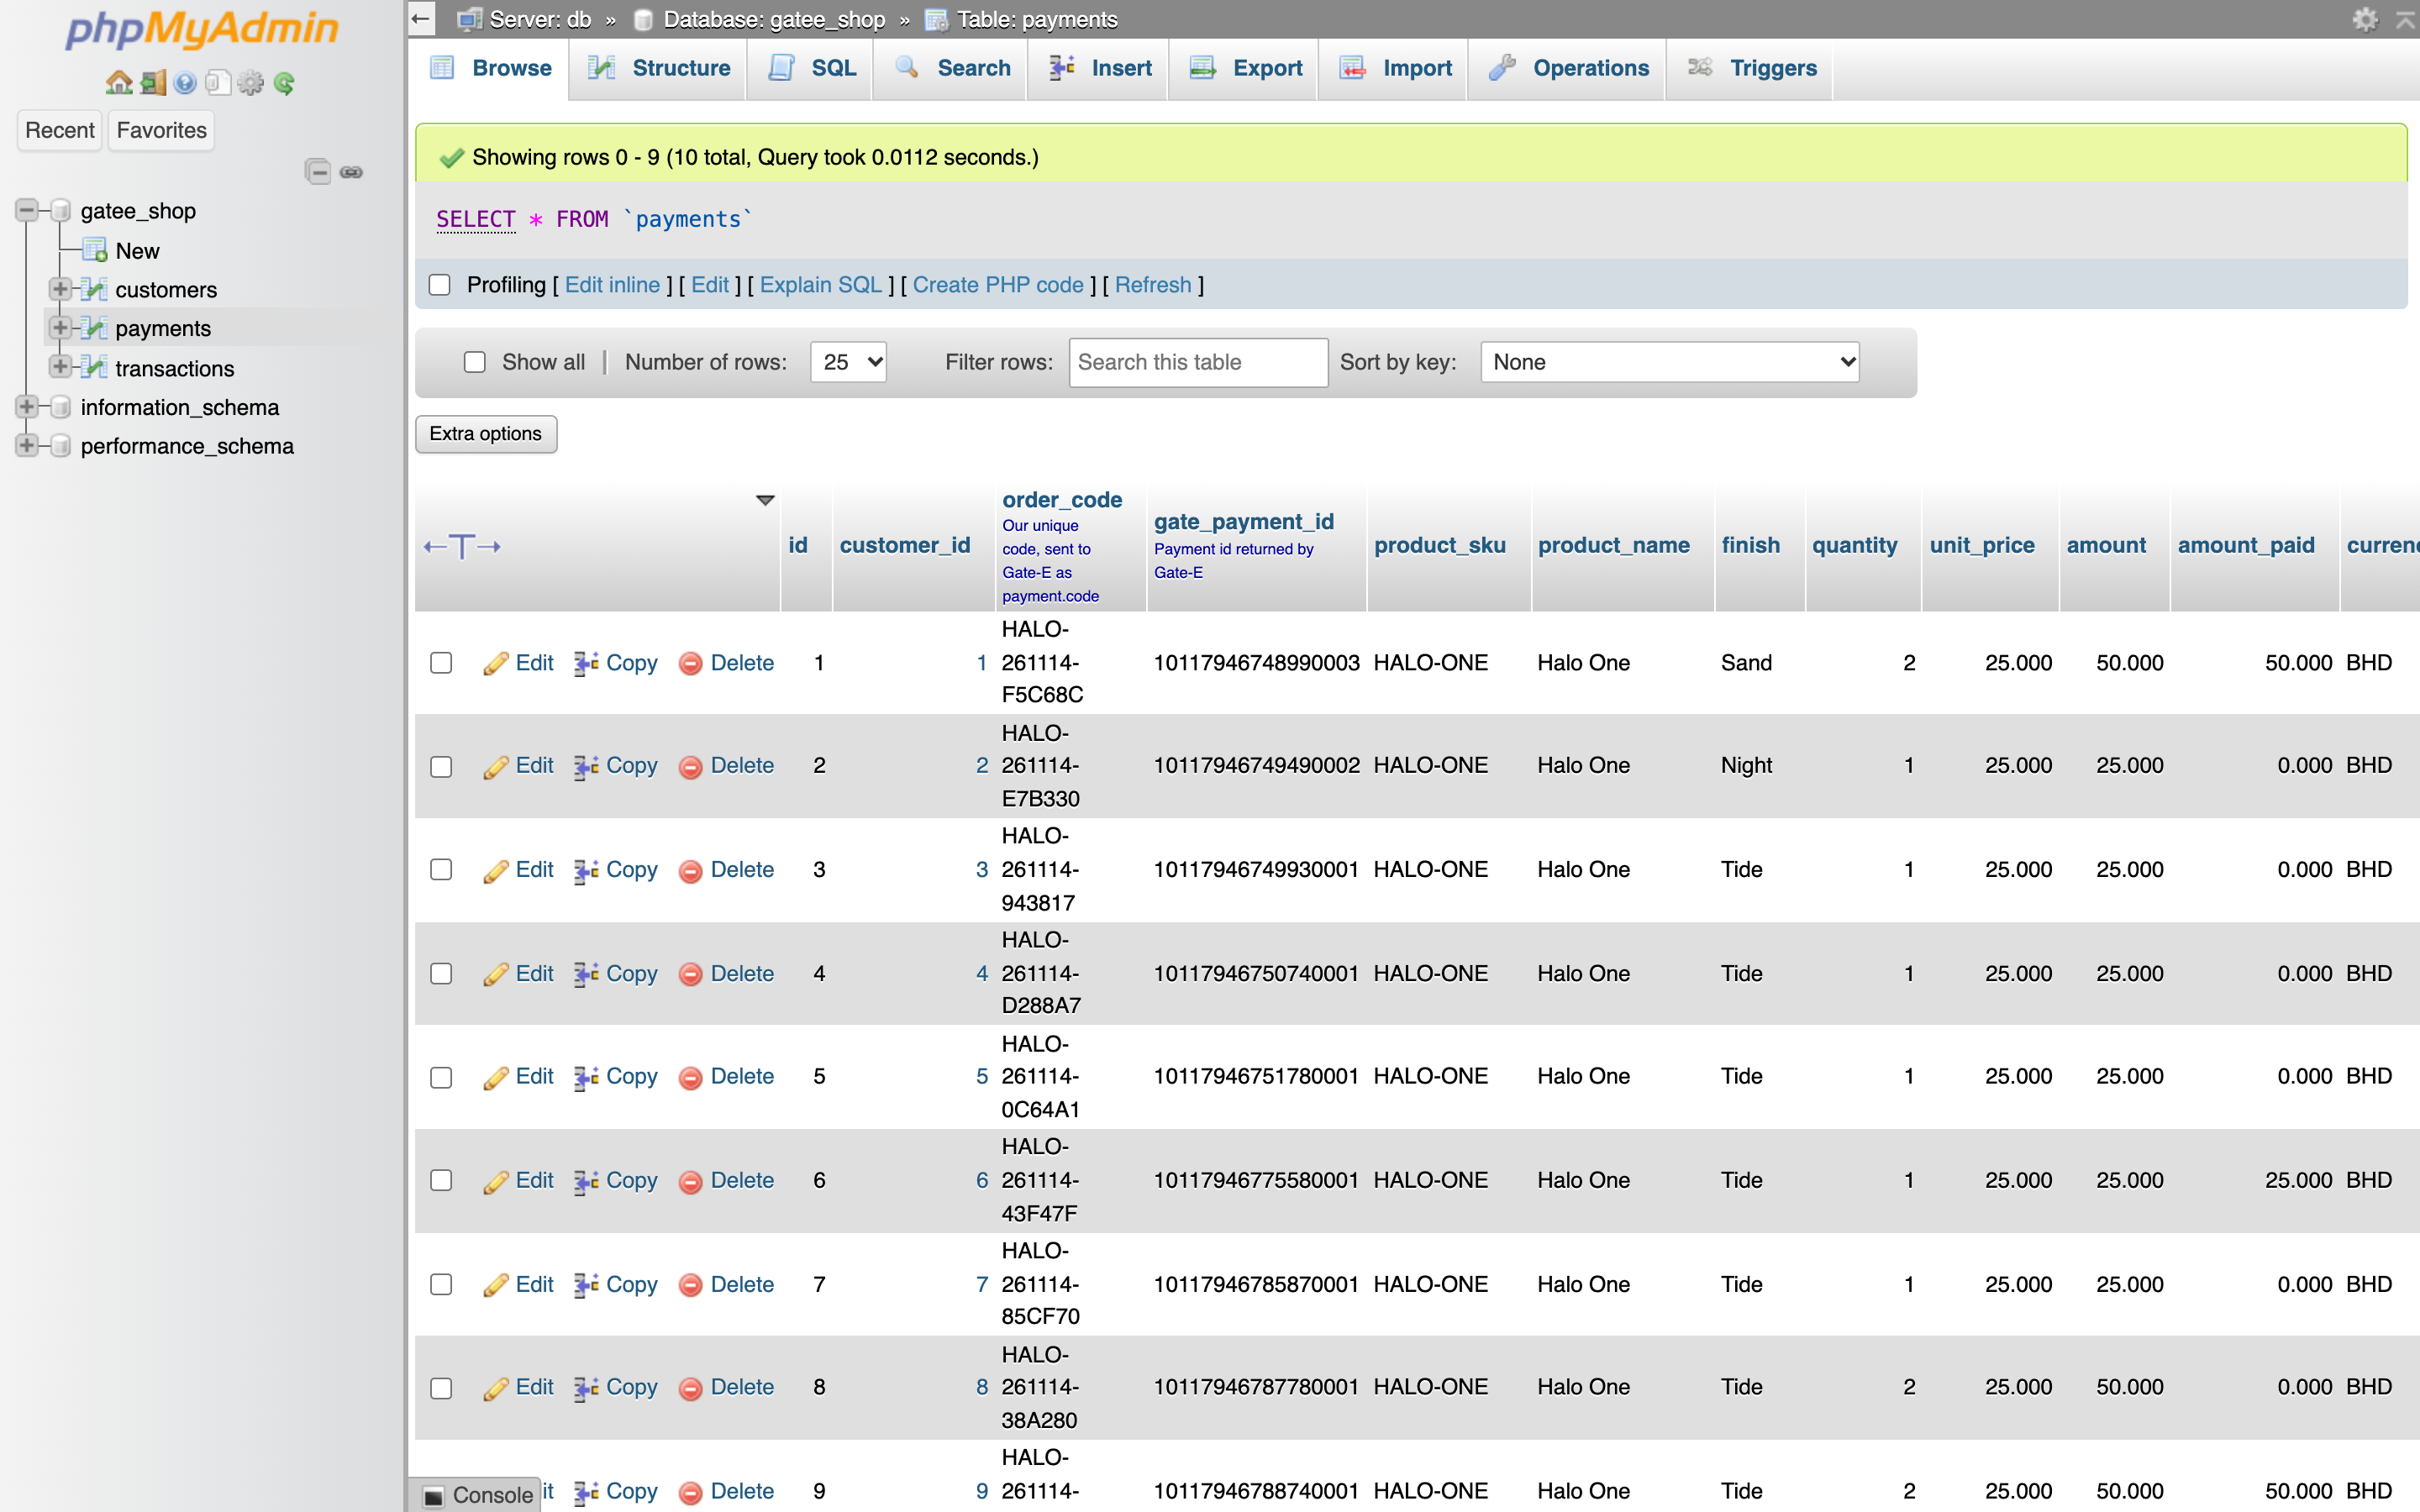 phpMyAdmin
Recent Favorites
gatee_shop
New
customers
payments
transactions
information_schema
performance_schema
Server: db » Database: gatee_shop » Table: payments
Browse Structure SQL Search Insert Export Import Operations Triggers
Showing rows 0 - 9 (10 total, Query took 0.0112 seconds.)
SELECT * FROM `payments`
Profiling [ Edit inline ] [ Edit ] [ Explain SQL ] [ Create PHP code ] [ Refresh ]
Show all | Number of rows: 25 Filter rows: Search this table Sort by key: None
Extra options
←T→ id customer_id order_code Our unique code, sent to Gate-E as payment.code gate_payment_id Payment id returned by Gate-E product_sku product_name finish quantity unit_price amount amount_paid curren
Edit Copy Delete 1 1 HALO-261114-F5C68C 10117946748990003 HALO-ONE Halo One Sand 2 25.000 50.000 50.000 BHD
Edit Copy Delete 2 2 HALO-261114-E7B330 10117946749490002 HALO-ONE Halo One Night 1 25.000 25.000 0.000 BHD
Edit Copy Delete 3 3 HALO-261114-943817 10117946749930001 HALO-ONE Halo One Tide 1 25.000 25.000 0.000 BHD
Edit Copy Delete 4 4 HALO-261114-D288A7 10117946750740001 HALO-ONE Halo One Tide 1 25.000 25.000 0.000 BHD
Edit Copy Delete 5 5 HALO-261114-0C64A1 10117946751780001 HALO-ONE Halo One Tide 1 25.000 25.000 0.000 BHD
Edit Copy Delete 6 6 HALO-261114-43F47F 10117946775580001 HALO-ONE Halo One Tide 1 25.000 25.000 25.000 BHD
Edit Copy Delete 7 7 HALO-261114-85CF70 10117946785870001 HALO-ONE Halo One Tide 1 25.000 25.000 0.000 BHD
Edit Copy Delete 8 8 HALO-261114-38A280 10117946787780001 HALO-ONE Halo One Tide 2 25.000 50.000 0.000 BHD
it Copy Delete 9 9 HALO-261114- 10117946788740001 HALO-ONE Halo One Tide 2 25.000 50.000 50.000 BHD
Console